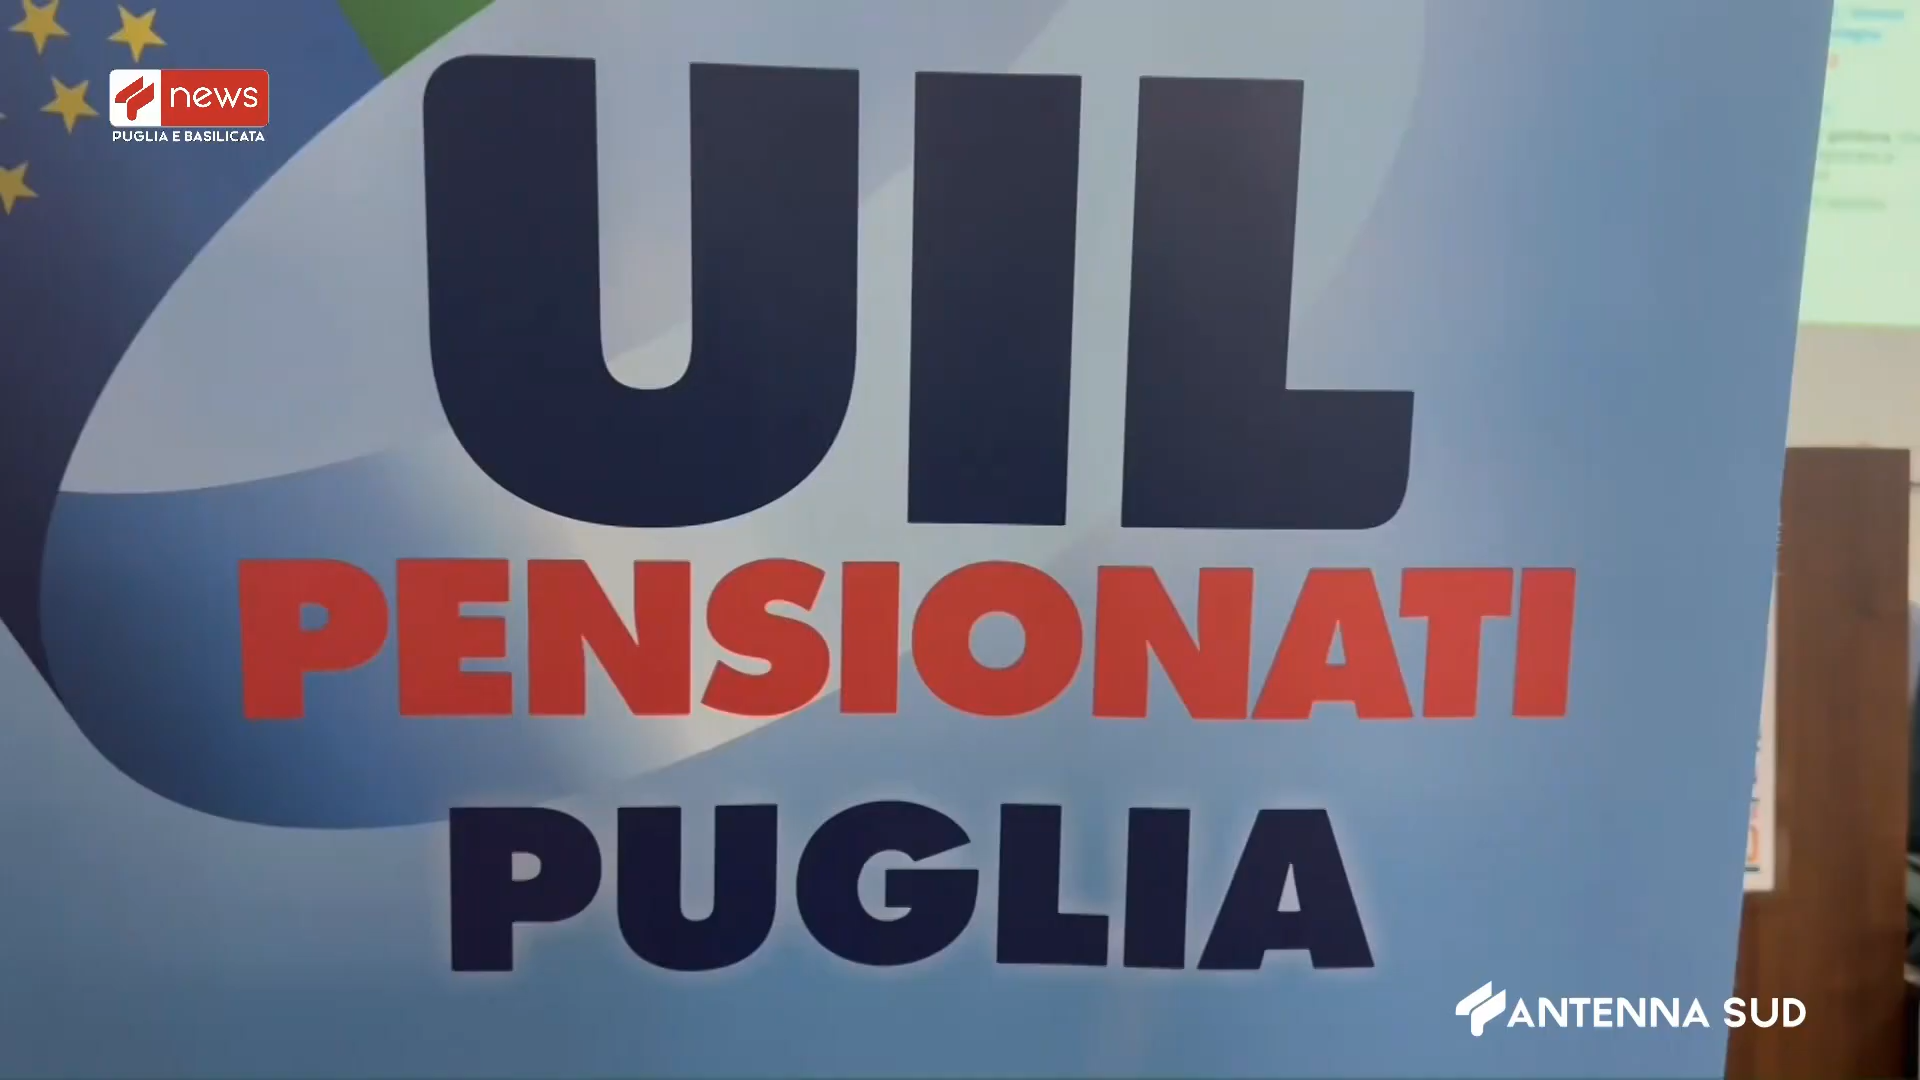 news
PUGLIA E BASILICATA
UIL
PENSIONATI
PUGLIA
ANTENNA SUD